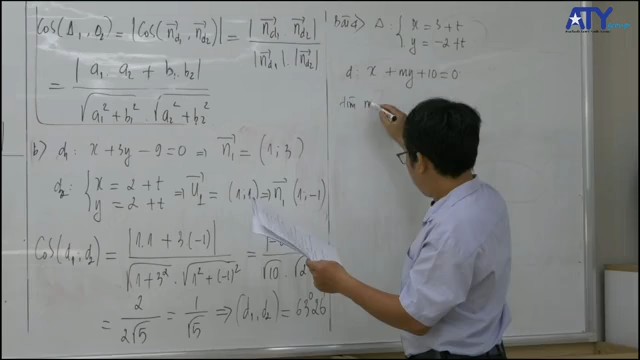 Cos(Δ₁, d₂) = |Cos(n⃗d₁, n⃗d₂)| = |n⃗d₁ n⃗d₂| / |n⃗d₁|.|n⃗d₂|
= |a₁.a₂ + b₁.b₂| / √(a₁² + b₁²) . √(a₂² + b₂²)
b) d₁: x + 3y - 9 = 0 ⇒ n⃗₁ = (1; 3)
d₂: { x = 2 + t
y = 2 + t ⇒ u⃗₂ = (1,1) ⇒ n⃗₁ (1; -1)
Cos(d₁, d₂) = |1.1 + 3(-1)| / √(1 + 3²) . √(1² + (-1)²) = |-2| / √10 . √2
= 2 / 2√5 = 1 / √5 ⇒ (d₁, d₂) = 63°26
Δ: { x = 3 + t
y = -2 + t
d: x + my + 10 = 0
tìm m
ATY